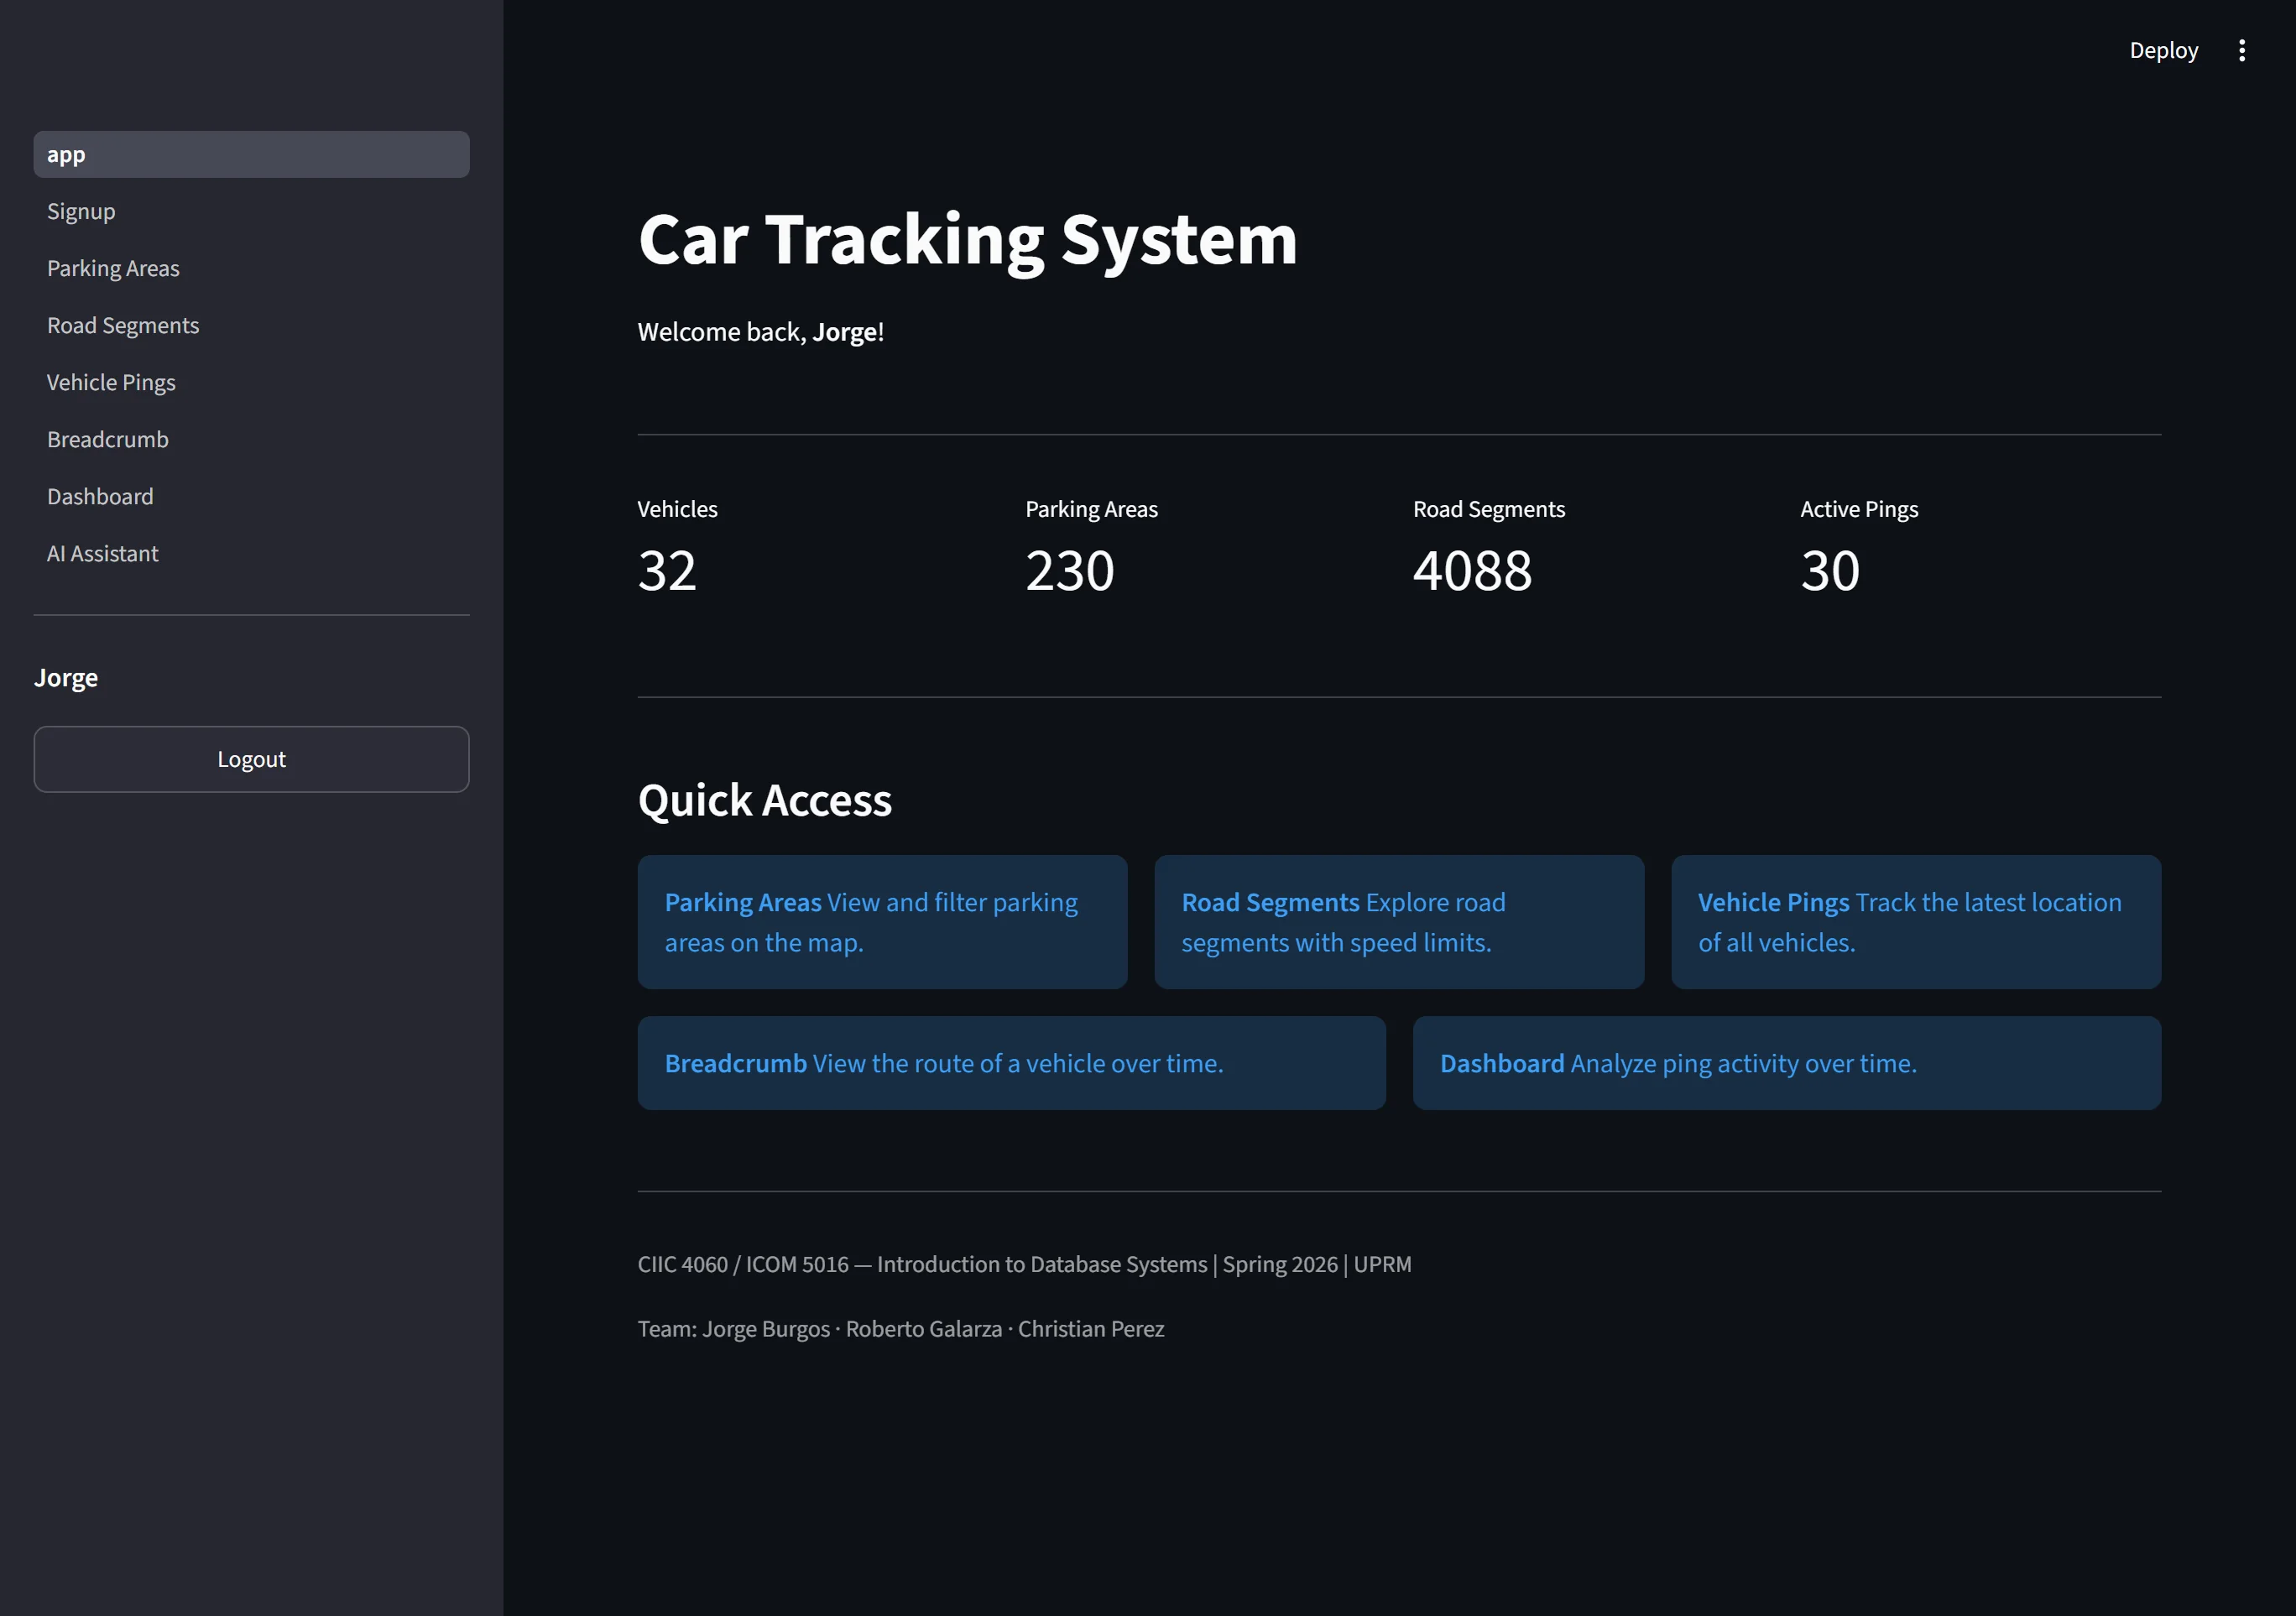 Deploy
app
Signup
Parking Areas
Road Segments
Vehicle Pings
Breadcrumb
Dashboard
AI Assistant
Jorge
Logout
Car Tracking System
Welcome back, Jorge!
Vehicles
32
Parking Areas
230
Road Segments
4088
Active Pings
30
Quick Access
Parking Areas View and filter parking
areas on the map.
Road Segments Explore road
segments with speed limits.
Vehicle Pings Track the latest location
of all vehicles.
Breadcrumb View the route of a vehicle over time.
Dashboard Analyze ping activity over time.
CIIC 4060 / ICOM 5016 — Introduction to Database Systems | Spring 2026 | UPRM
Team: Jorge Burgos · Roberto Galarza · Christian Perez